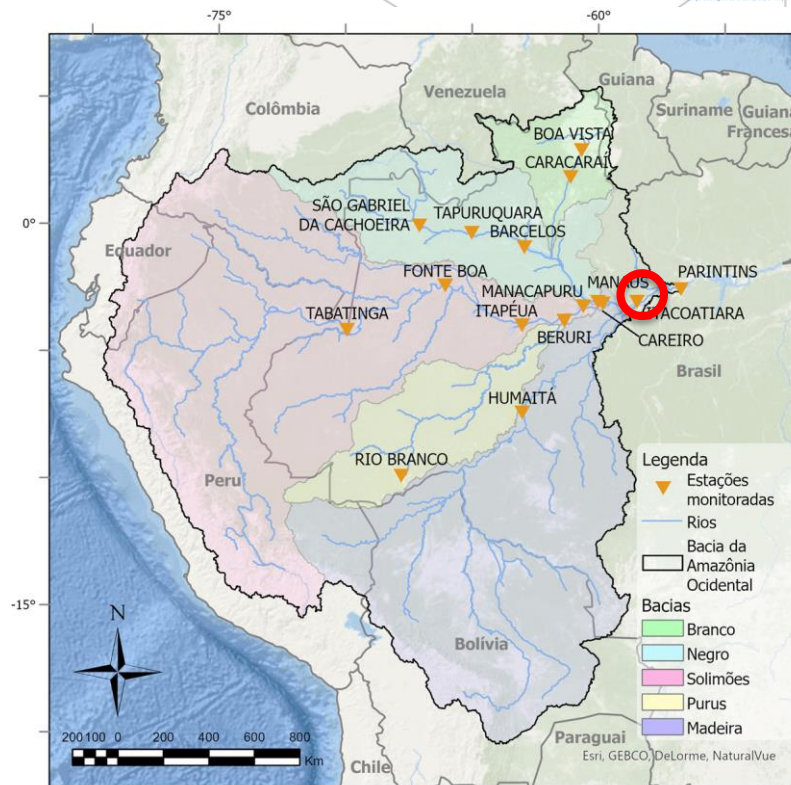 -75°
-60°
Guiana
Venezuela
Colômbia
Suriname
Guiana
Francesa
BOA VISTA
CARACARAÍ
SÃO GABRIEL
DA CACHOEIRA
TAPURUQUARA
BARCELOS
0°
Equador
FONTE BOA
MANAUS
PARINTINS
MANACAPURU
TABATINGA
ITAPÉUA
ITACOATIARA
BERURI
CAREIRO
Brasil
HUMAITÁ
RIO BRANCO
Peru
Legenda
Estações
monitoradas
Rios
Bacia da
Amazônia
Ocidental
-15°
N
Bolívia
Bacias
Branco
Negro
Solimões
Purus
Madeira
200 100 0 200 400 600 800
Km
Paraguai
Chile
Esri, GEBCO, DeLorme, NaturalVue